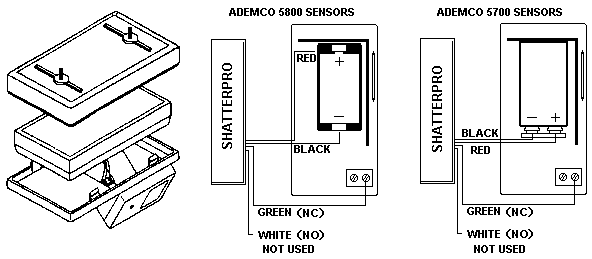 ADEMCO 5800 SENSORS
SHATTERPRO
RED
+
−
BLACK
GREEN (NC)
WHITE (NO)
NOT USED
ADEMCO 5700 SENSORS
SHATTERPRO
− +
BLACK
RED
GREEN (NC)
WHITE (NO)
NOT USED